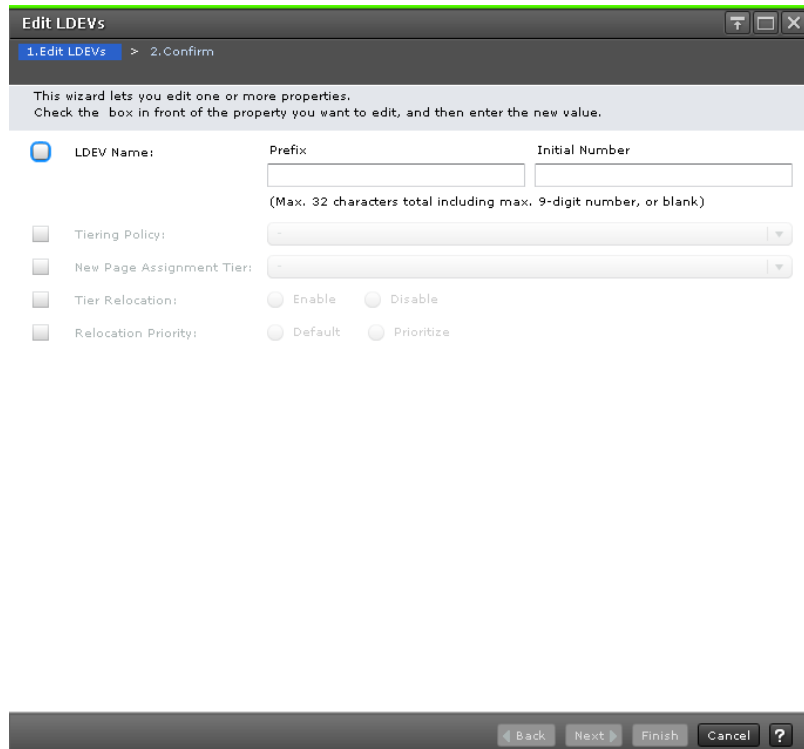 Edit LDEVs
1.Edit LDEVs > 2.Confirm
This wizard lets you edit one or more properties.
Check the box in front of the property you want to edit, and then enter the new value.
LDEV Name: Prefix Initial Number
(Max. 32 characters total including max. 9-digit number, or blank)
Tiering Policy: -
New Page Assignment Tier: -
Tier Relocation: Enable Disable
Relocation Priority: Default Prioritize
Back Next Finish Cancel ?